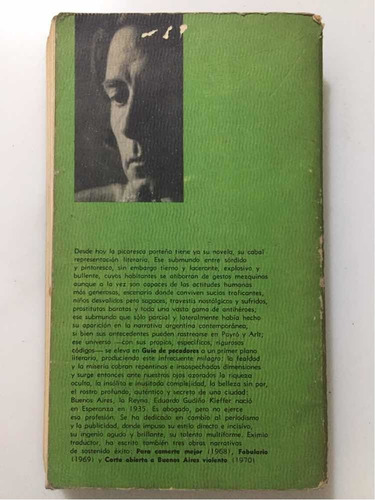 Desde hoy la picaresca porteña tiene ya su novela, su cabal
representación literaria. Ese submundo entre sórdido
y pintoresco, sin embargo tierno y lacerante; explosivo y
bullente, cuyos habitantes se atiborran de gestos mezquinos
aunque a la vez son capaces de las actitudes humanas
más generosas, escenario donde conviven sucios traficantes,
niños desvalidos pero sagaces, travestis nostálgicos y sufridos,
prostitutas baratas y toda una vasta gama de antihéroes;
ese submundo que sólo parcial y lateralmente había hecho
su aparición en la narrativa argentina contemporánea,
si bien sus antecedentes pueden rastrearse en Payró y Arlt;
ese universo —con sus propios, específicos, rigurosos
códigos— se eleva en Guía de pecadores a un primer plano
literario, produciendo este infrecuente milagro: la fealdad
y la miseria cobran repentinas e insospechadas dimensiones
y surge entonces ante nuestros ojos azorados la riqueza
oculta, la insólita e inusitada complejidad, la belleza sin par,
el rostro profundo, auténtico y secreto de una ciudad:
Buenos Aires, la Reyna. Eduardo Gudiño Kieffer nació
en Esperanza en 1935. Es abogado, pero no ejerce
esa profesión. Se ha dedicado en cambio al periodismo
y la publicidad, donde impuso su estilo directo e incisivo,
su ingenio agudo y brillante, su talento multiforme. Eximio
traductor, ha escrito también tres obras narrativas
de sostenido éxito: Para comerte mejor (1968), Fabulario
(1969) y Carta abierta a Buenos Aires violento (1970)